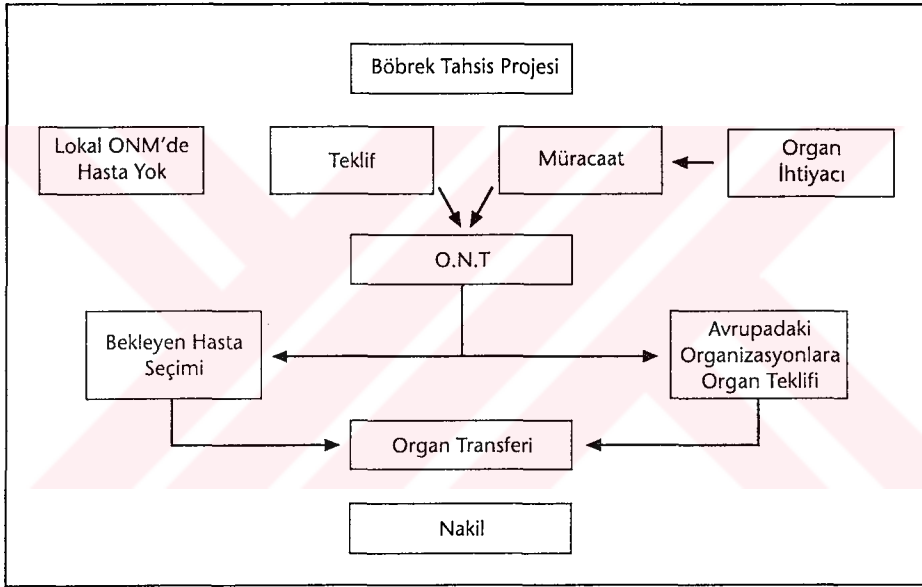 Böbrek Tahsis Projesi
Lokal ONM'de
Hasta Yok
Teklif
Müracaat
Organ
İhtiyacı
O.N.T
Bekleyen Hasta
Seçimi
Avrupadaki
Organizasyonlara
Organ Teklifi
Organ Transferi
Nakil